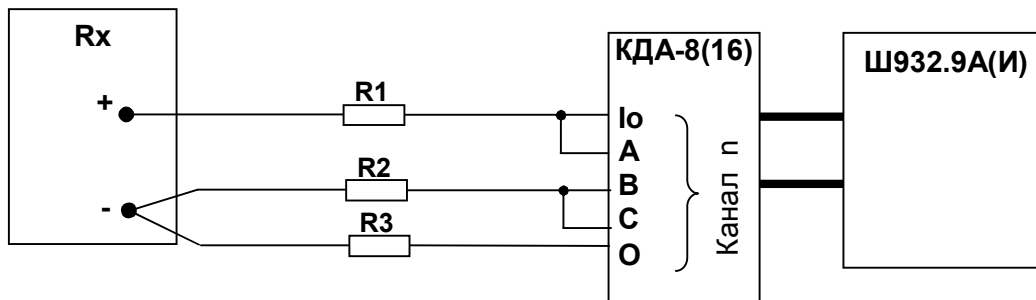 Rx
+
-
R1
R2
R3
КДА-8(16)
Io
A
B
C
O
Канал n
Ш932.9А(И)